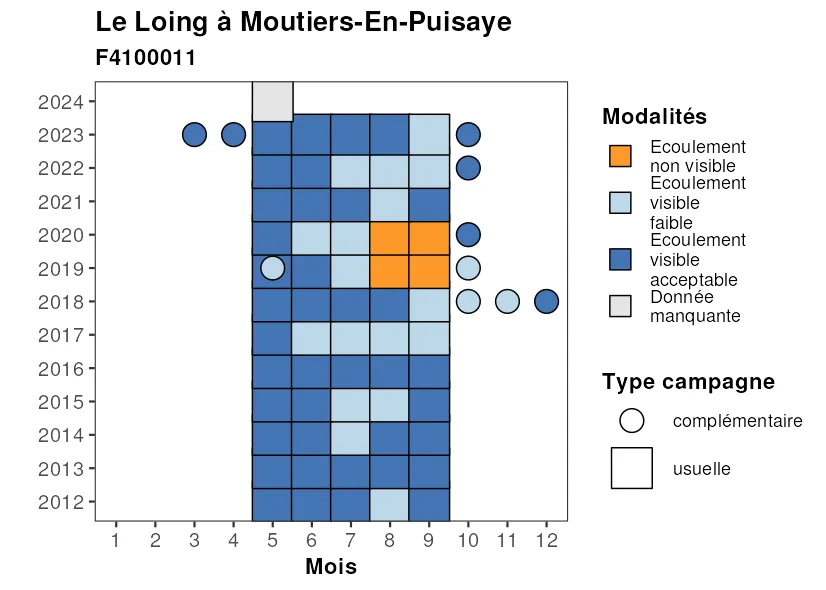 Le Loing à Moutiers-En-Puisaye
F4100011
2024
2023
2022
2021
2020
2019
2018
2017
2016
2015
2014
2013
2012
1 2 3 4 5 6 7 8 9 10 11 12
Mois
Modalités
Ecoulement
non visible
Ecoulement
visible
faible
Ecoulement
visible
acceptable
Donnée
manquante
Type campagne
complémentaire
usuelle